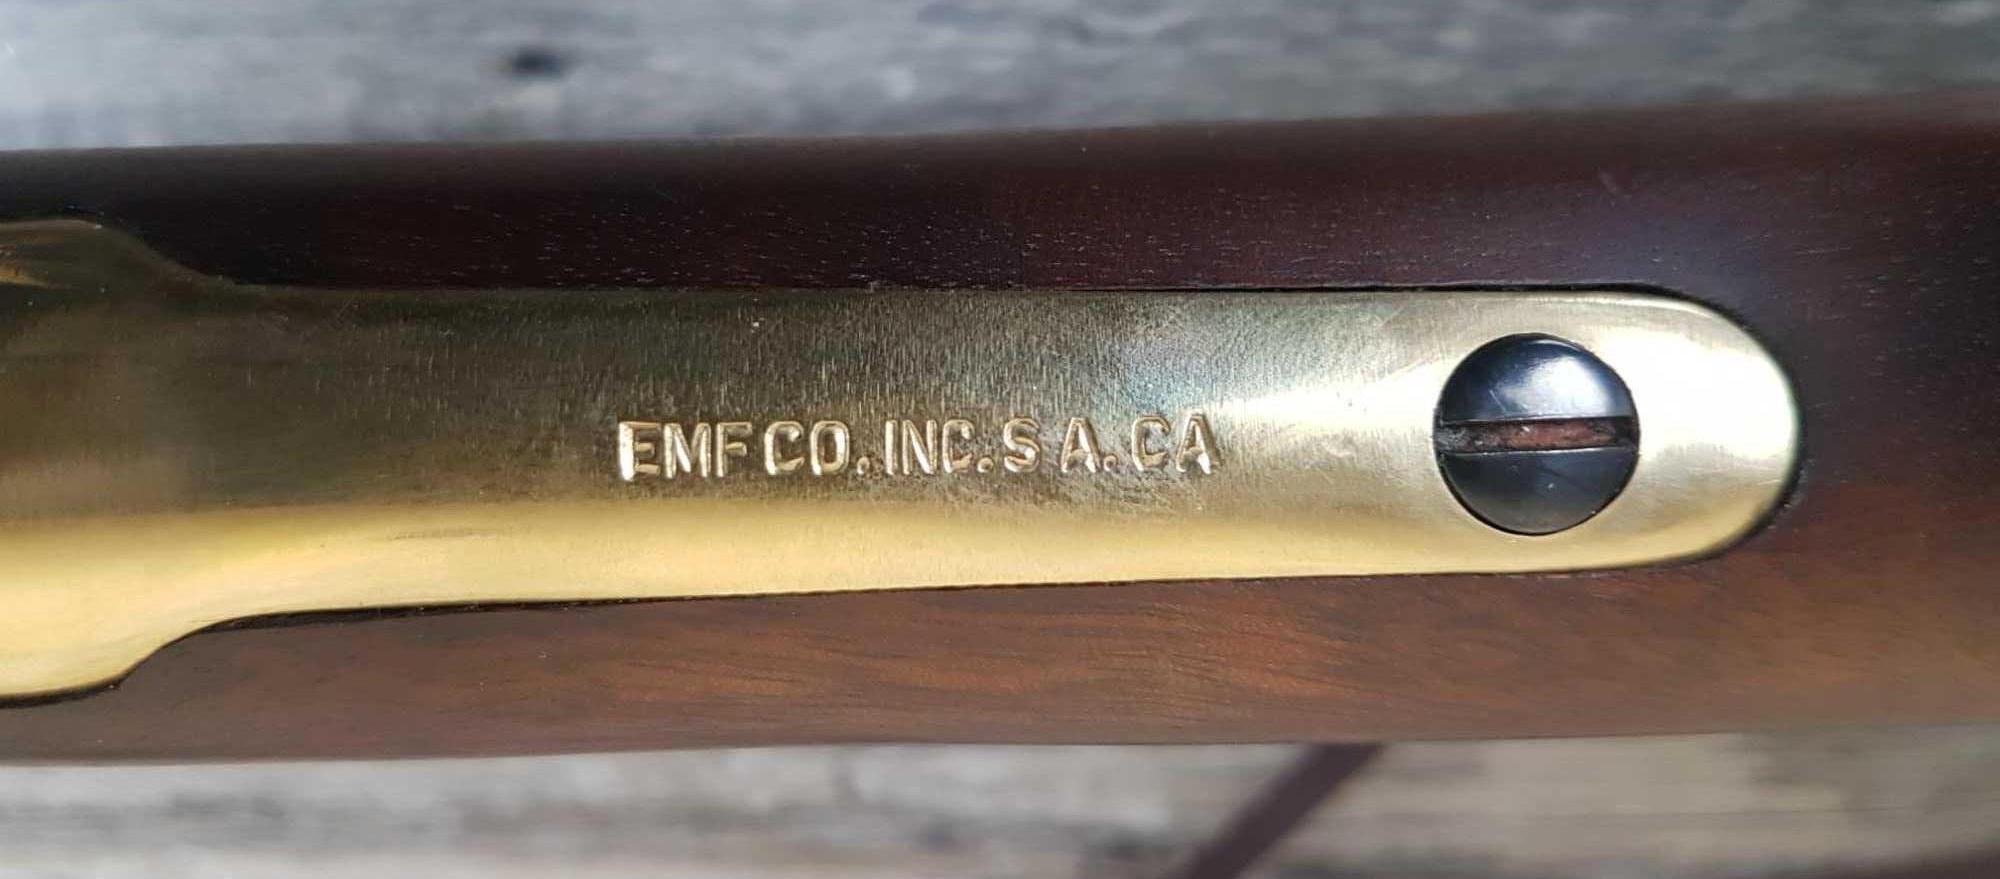 EMF CO. INC. S A. CA